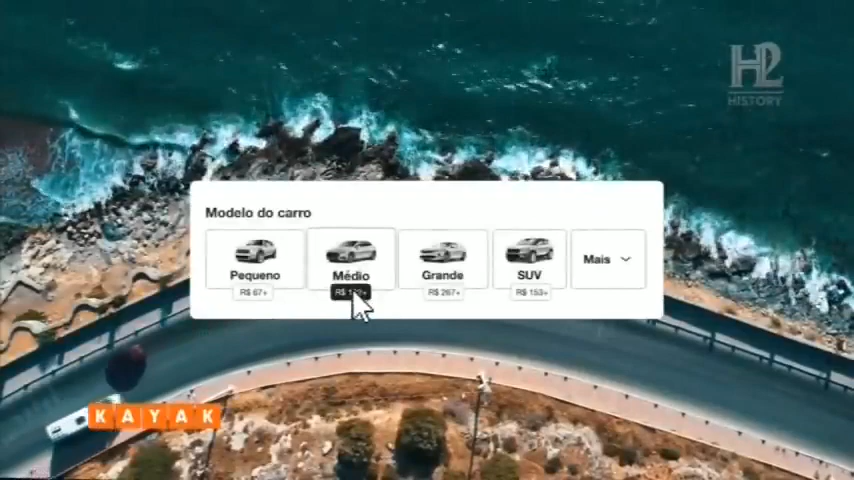 H2
HISTORY
Modelo do carro
Pequeno
Médio
Grande
SUV
Mais
R$ 67+
R$
R$ 267+
R$ 153+
KAYAK